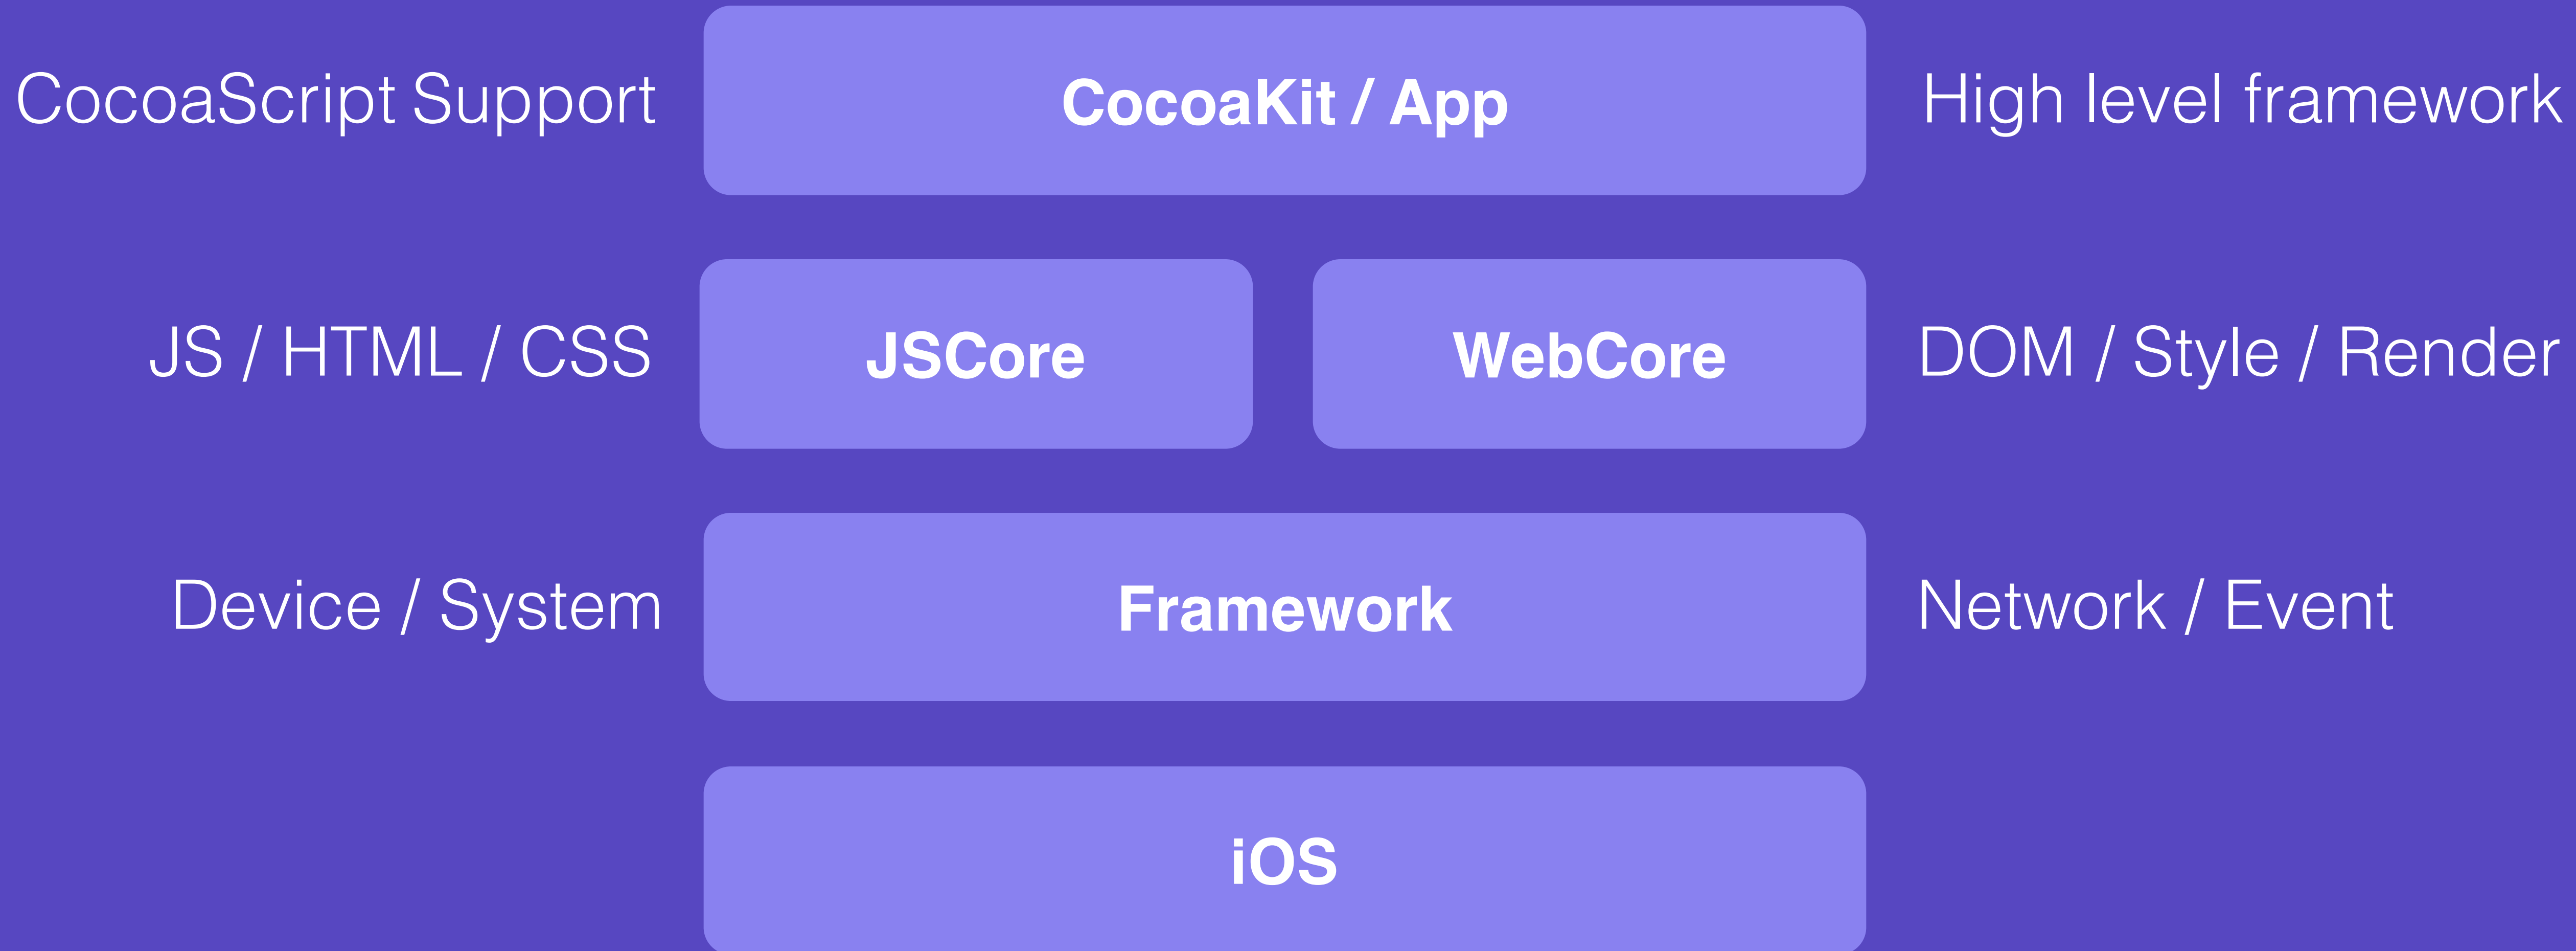 CocoaScript Support
CocoaKit / App
High level framework
JS / HTML / CSS
JSCore
WebCore
DOM / Style / Render
Device / System
Framework
Network / Event
iOS